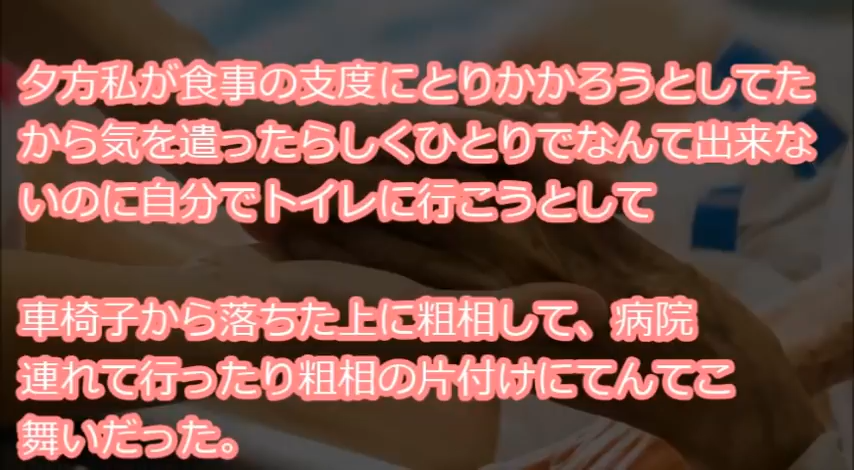 夕方私が食事の支度にとりかかろうとしてた
から気を遣ったらしくひとりでなんて出来な
いのに自分でトイレに行こうとして
車椅子から落ちた上に粗相して、病院
連れて行ったり粗相の片付けにてんてこ
舞いだった。